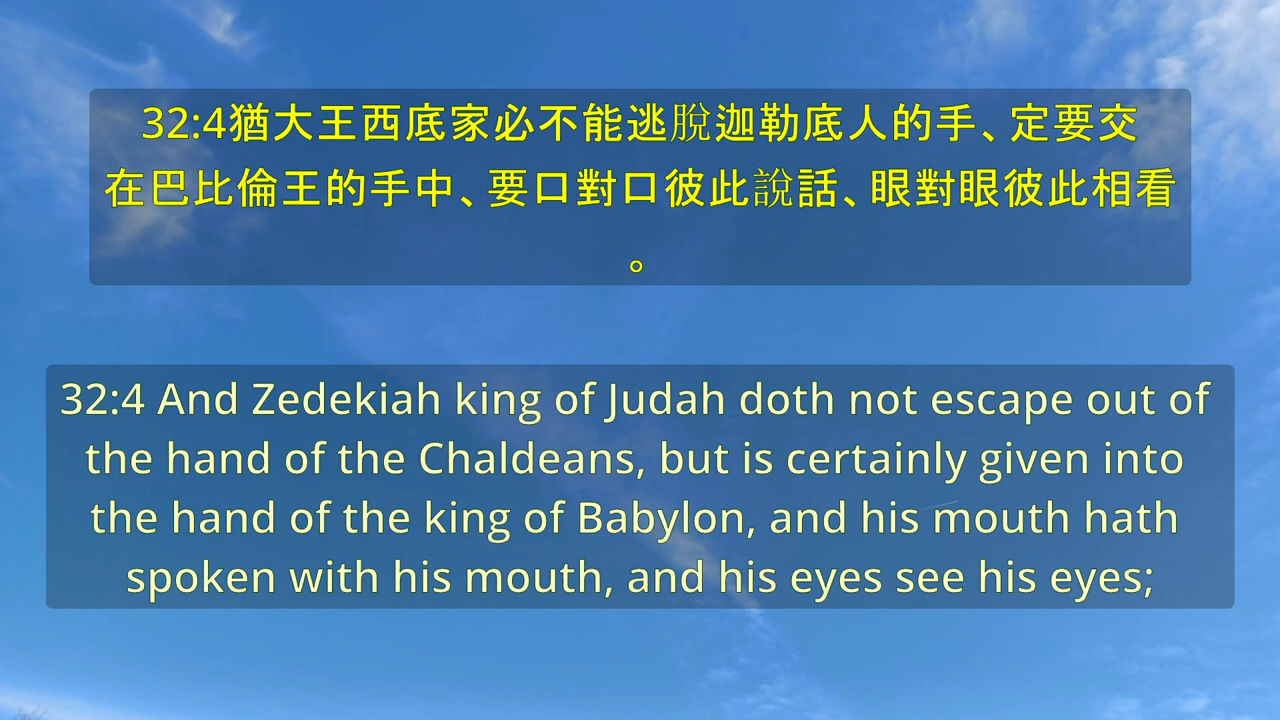 32:4猶大王西底家必不能逃脫迦勒底人的手、定要交
在巴比倫王的手中、要口對口彼此說話、眼對眼彼此相看
。
32:4 And Zedekiah king of Judah doth not escape out of
the hand of the Chaldeans, but is certainly given into
the hand of the king of Babylon, and his mouth hath
spoken with his mouth, and his eyes see his eyes;